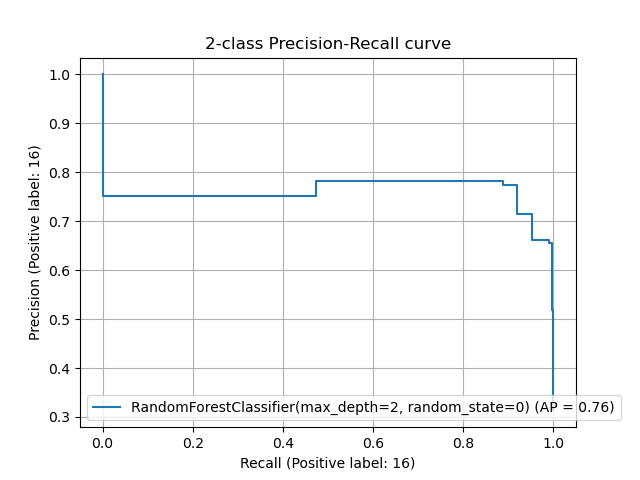 2-class Precision-Recall curve
Precision (Positive label: 16)
1.0
0.9
0.8
0.7
0.6
0.5
0.4
0.3
RandomForestClassifier(max_depth=2, random_state=0) (AP = 0.76)
0.0 0.2 0.4 0.6 0.8 1.0
Recall (Positive label: 16)